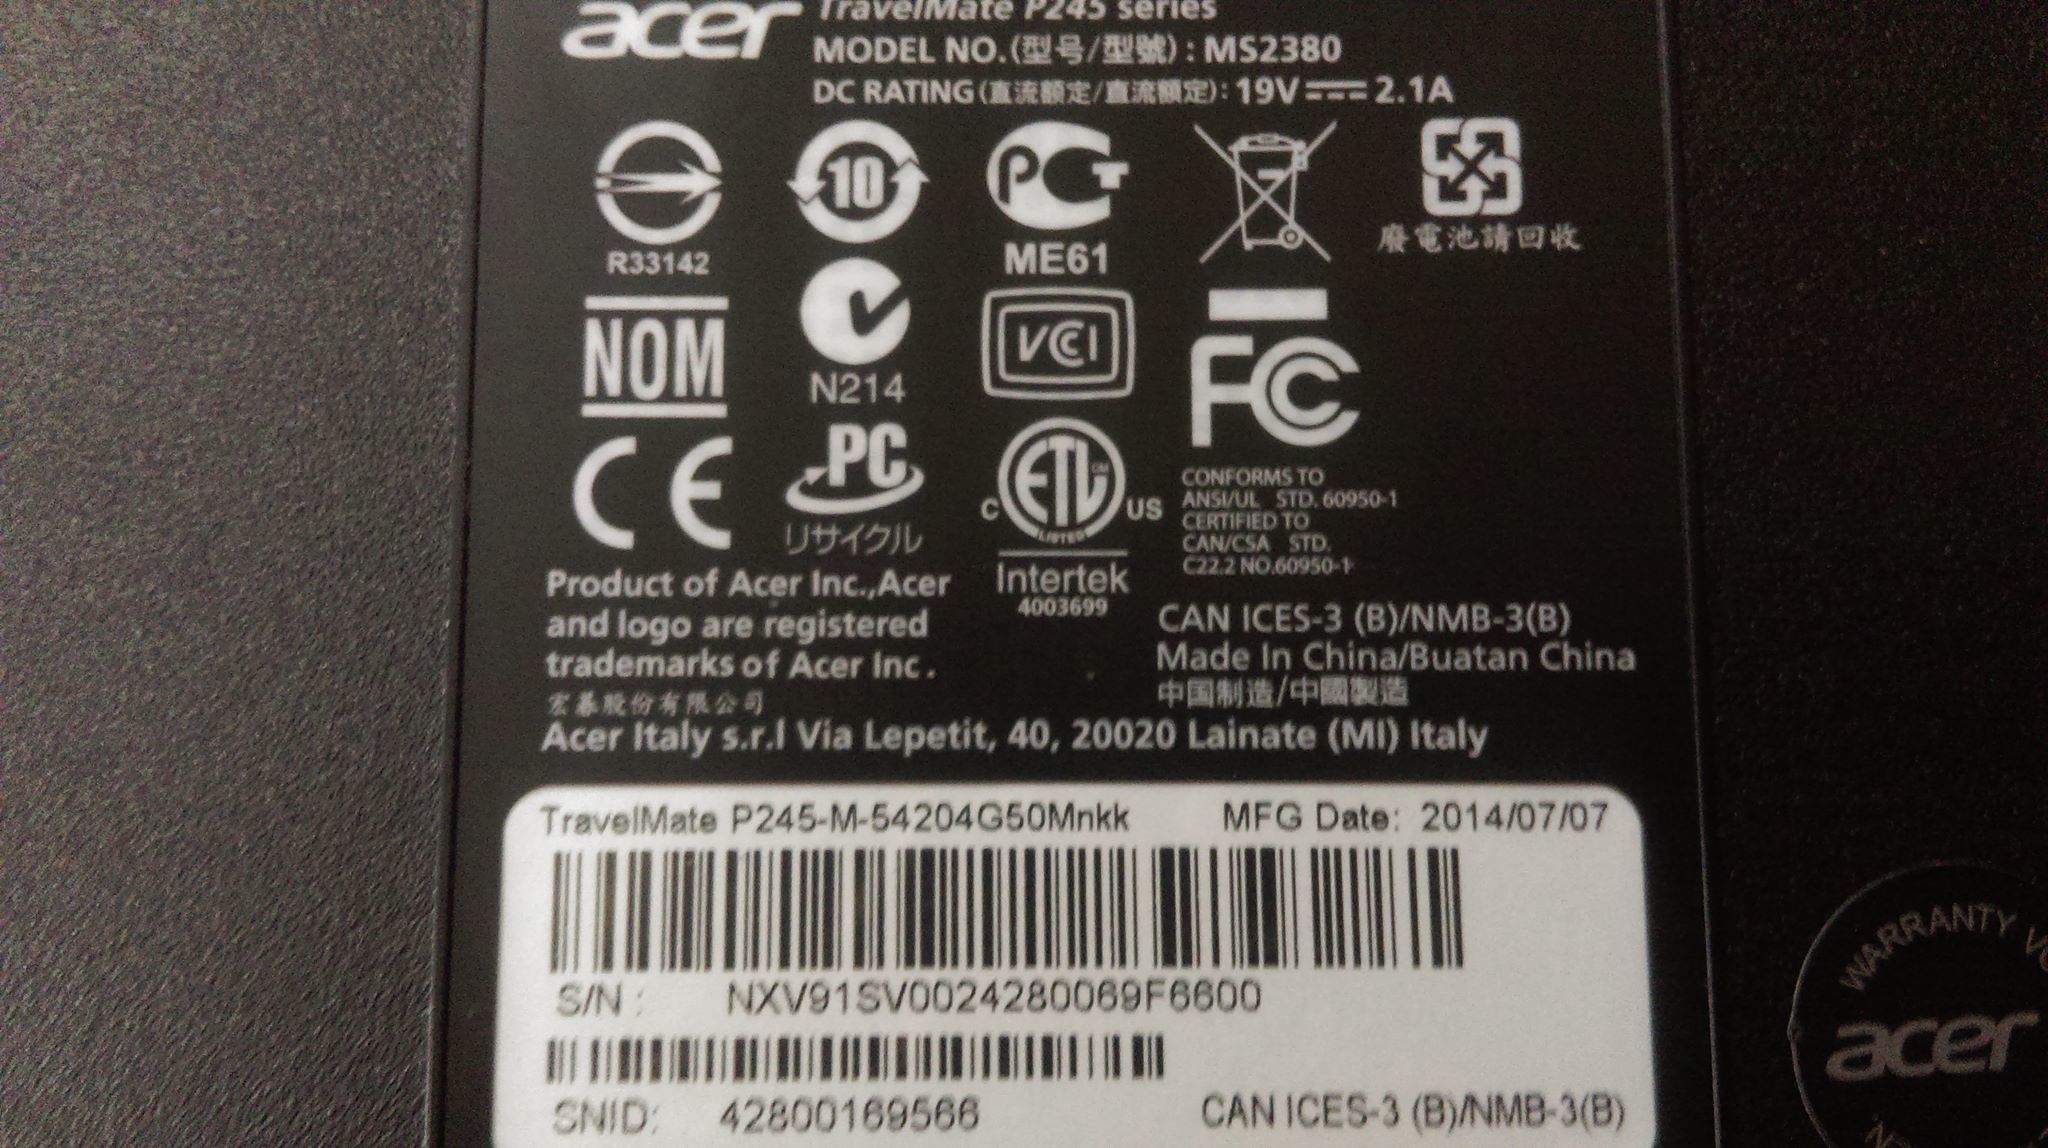 acer
TravelMate P245 series
MODEL NO.(型号/型號) : MS2380
DC RATING(直流額定/直流額定): 19V 2.1A
R33142
10
PCT
ME61
廢電池請回收
NOM
N214
VCCI
FC
CE
PC
リサイクル
C ETL CM US
LISTED
Intertek
4003699
CONFORMS TO
ANSI/UL STD. 60950-1
CERTIFIED TO
CAN/CSA STD.
C22.2 NO.60950-1
Product of Acer Inc.,Acer
and logo are registered
trademarks of Acer Inc.
宏碁股份有限公司
CAN ICES-3 (B)/NMB-3(B)
Made In China/Buatan China
中国制造/中國製造
Acer Italy s.r.l Via Lepetit, 40, 20020 Lainate (MI) Italy
TravelMate P245-M-54204G50Mnkk MFG Date: 2014/07/07
S/N : NXV91SV0024280069F6600
SNID: 42800169566 CAN ICES-3 (B)/NMB-3(B)
WARRANTY
acer